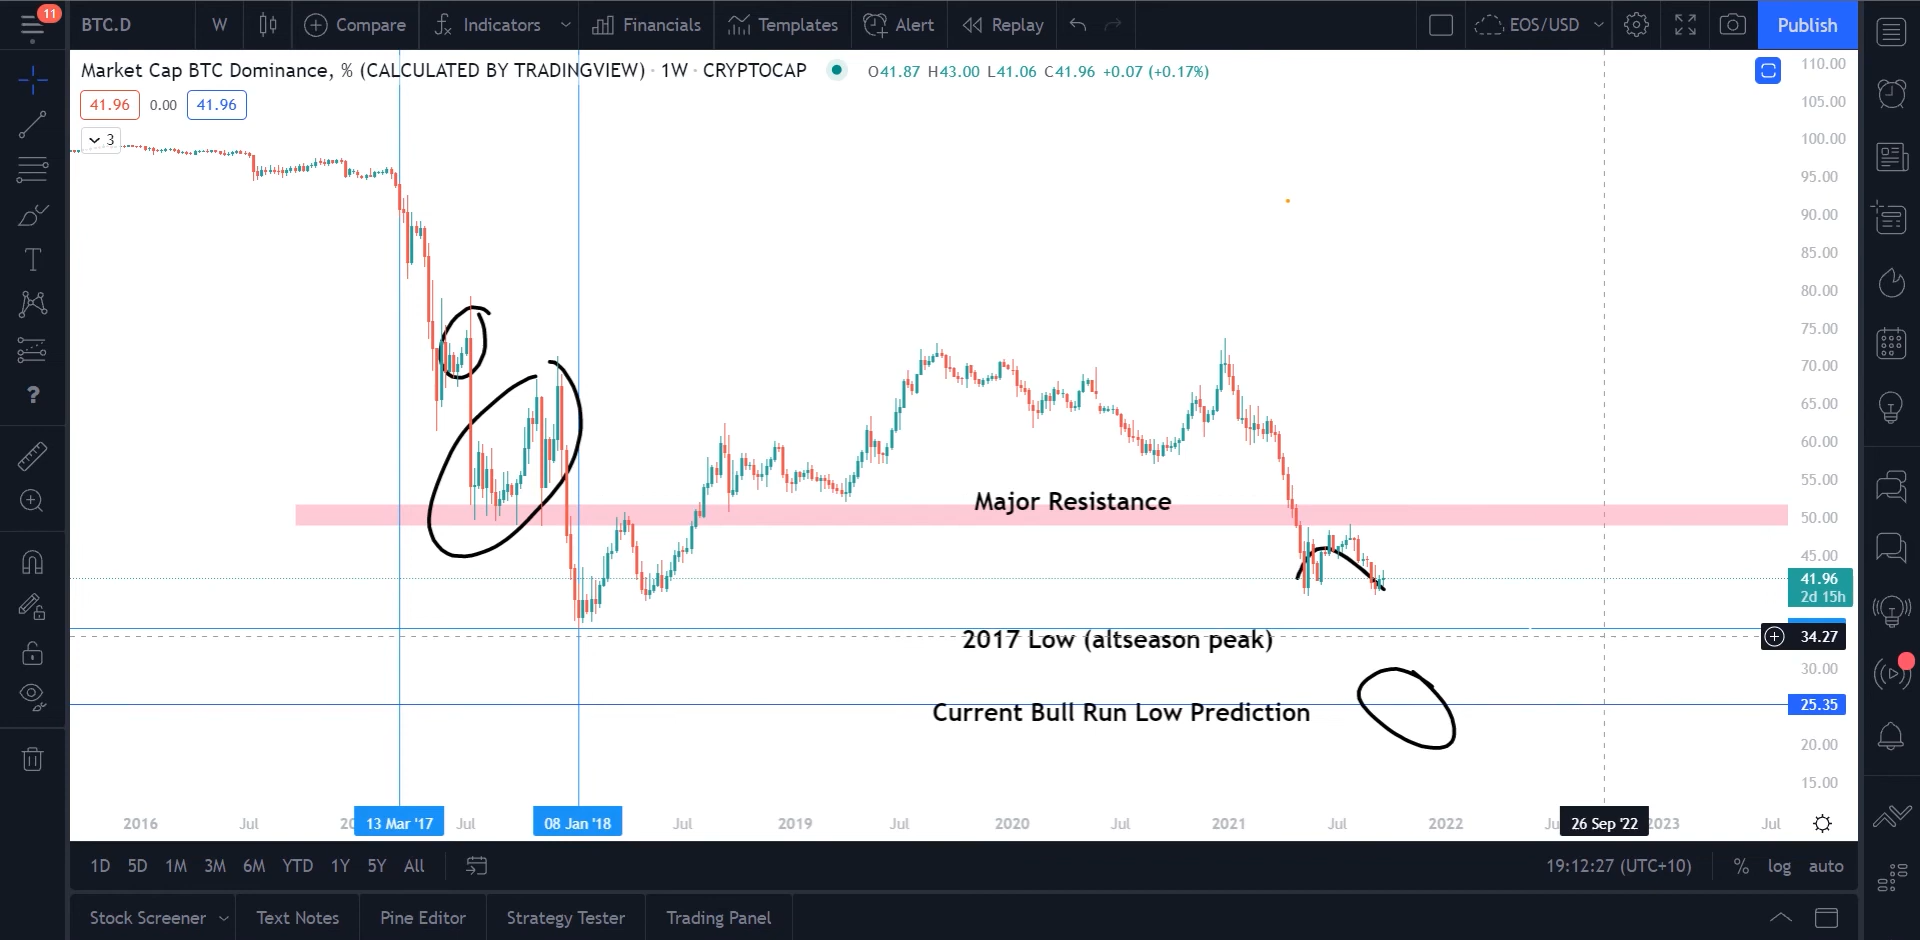 11
BTC.D
W
Compare
Indicators
Financials
Templates
Alert
Replay
EOS/USD
Publish
Market Cap BTC Dominance, % (CALCULATED BY TRADINGVIEW) · 1W · CRYPTOCAP
O41.87 H43.00 L41.06 C41.96 +0.07 (+0.17%)
41.96 0.00 41.96
3
110.00
105.00
100.00
95.00
90.00
85.00
80.00
75.00
70.00
65.00
60.00
55.00
50.00
45.00
41.96
2d 15h
34.27
30.00
25.35
20.00
15.00
Major Resistance
2017 Low (altseason peak)
Current Bull Run Low Prediction
2016 Jul 13 Mar '17 Jul 08 Jan '18 Jul 2019 Jul 2020 Jul 2021 Jul 2022 26 Sep '22 2023 Jul
1D 5D 1M 3M 6M YTD 1Y 5Y All
19:12:27 (UTC+10) % log auto
Stock Screener Text Notes Pine Editor Strategy Tester Trading Panel